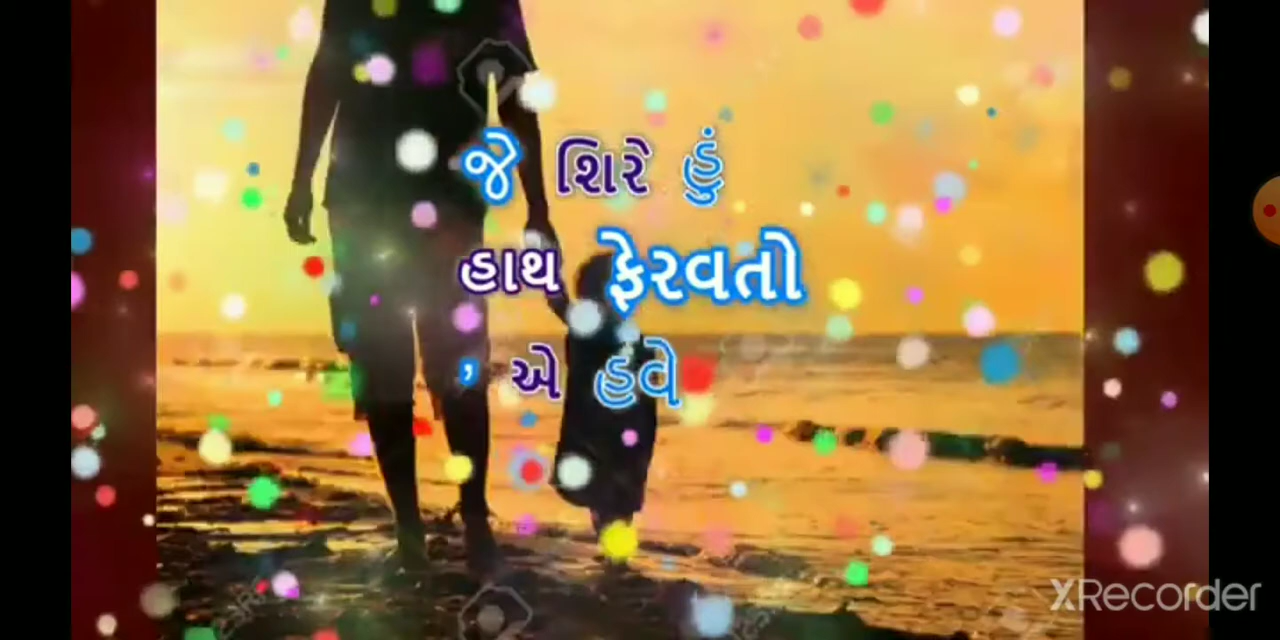 જે શિરે હું
હાથ ફેરવતો
, એ હવે
XRecorder